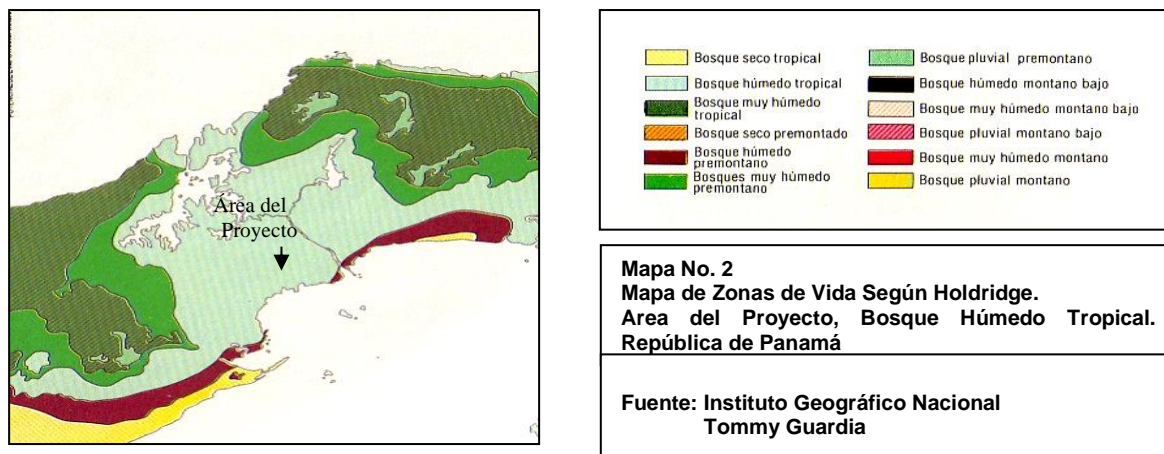 Área del
Proyecto
Bosque seco tropical
Bosque húmedo tropical
Bosque muy húmedo
tropical
Bosque seco premontado
Bosque húmedo
premontano
Bosques muy húmedo
premontano
Bosque pluvial premontano
Bosque húmedo montano bajo
Bosque muy húmedo montano bajo
Bosque pluvial montano bajo
Bosque muy húmedo montano
Bosque pluvial montano
Mapa No. 2
Mapa de Zonas de Vida Según Holdridge.
Area del Proyecto, Bosque Húmedo Tropical.
República de Panamá
Fuente: Instituto Geográfico Nacional
Tommy Guardia